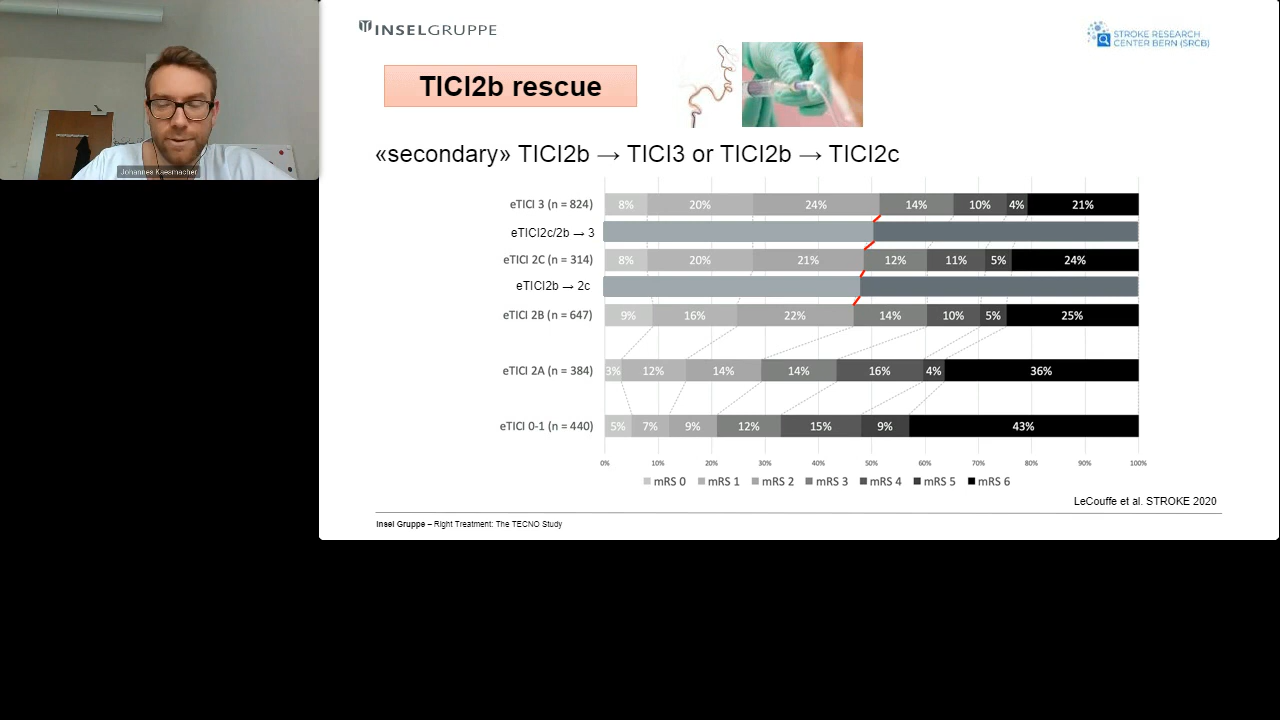 INSELGRUPPE
STROKE RESEARCH
CENTER BERN (SRCB)
TICI2b rescue
«secondary» TICI2b → TICI3 or TICI2b → TICI2c
Johannes Kaesmacher
eTICI 3 (n = 824) 8% 20% 24% 14% 10% 4% 21%
eTICI2c/2b → 3
eTICI 2C (n = 314) 8% 20% 21% 12% 11% 5% 24%
eTICI2b → 2c
eTICI 2B (n = 647) 9% 16% 22% 14% 10% 5% 25%
eTICI 2A (n = 384) 3% 12% 14% 14% 16% 4% 36%
eTICI 0-1 (n = 440) 5% 7% 9% 12% 15% 9% 43%
0% 10% 20% 30% 40% 50% 60% 70% 80% 90% 100%
mRS 0 mRS 1 mRS 2 mRS 3 mRS 4 mRS 5 mRS 6
LeCouffe et al. STROKE 2020
Insel Gruppe – Right Treatment: The TECNO Study